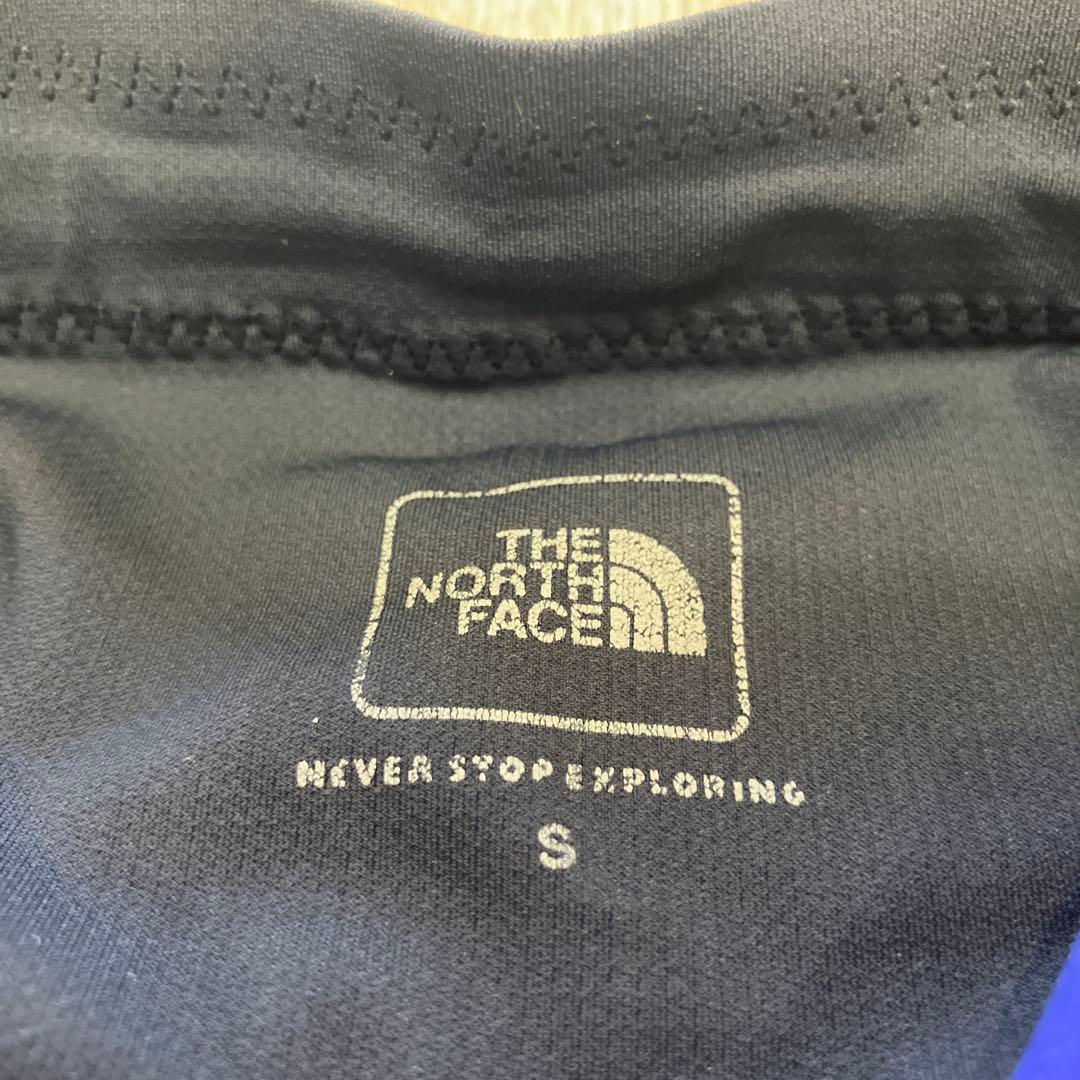 THE
NORTH
FACE
NEVER STOP EXPLORING
S